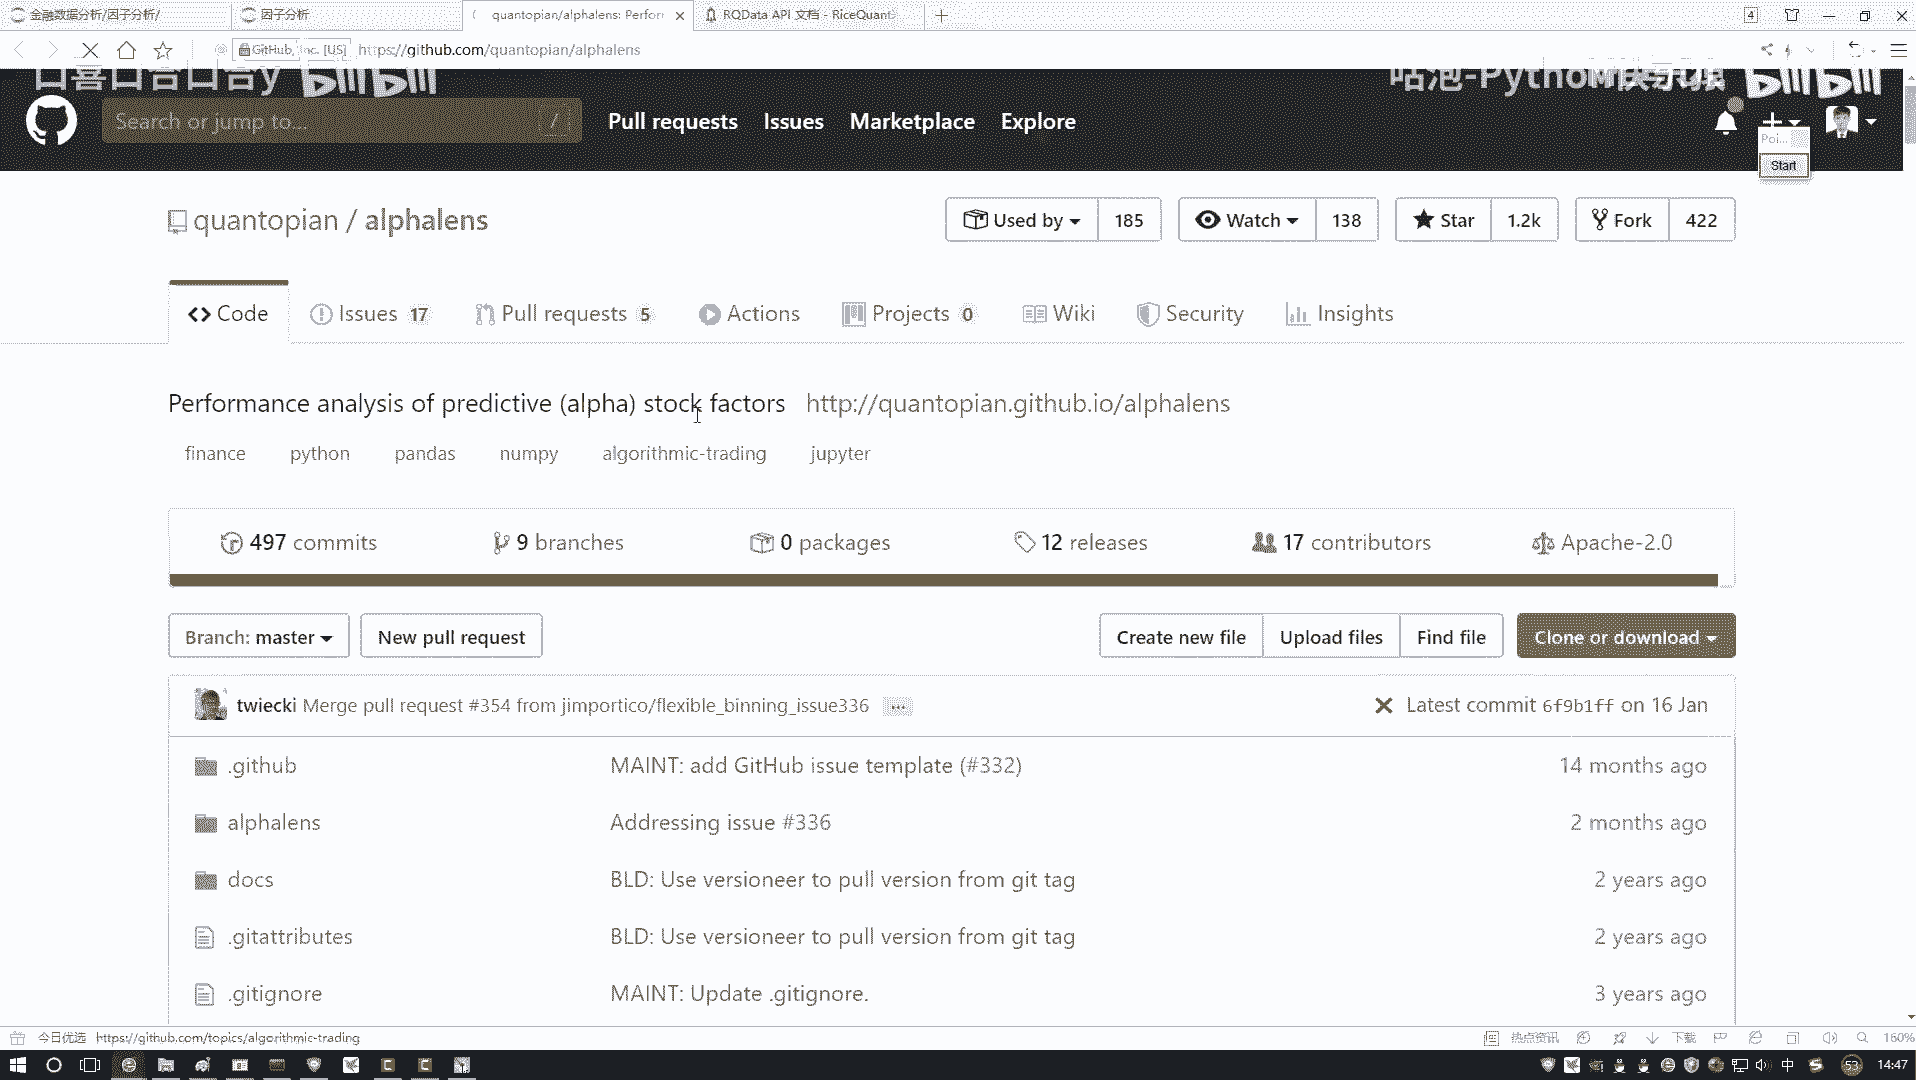 金融数据分析/因子分析/
因子分析
quantopian/alphalens: Perfor
RQData API 文档 - RiceQuant
4
GitHub, Inc. [US]
https://github.com/quantopian/alphalens
bilibili
咕泡-Python
bilibili
Search or jump to...
/
Pull requests
Issues
Marketplace
Explore
Poi...
Start
quantopian / alphalens
Used by
185
Watch
138
Star
1.2k
Fork
422
Code
Issues 17
Pull requests 5
Actions
Projects 0
Wiki
Security
Insights
Performance analysis of predictive (alpha) stock factors http://quantopian.github.io/alphalens
finance
python
pandas
numpy
algorithmic-trading
jupyter
497 commits
9 branches
0 packages
12 releases
17 contributors
Apache-2.0
Branch: master
New pull request
Create new file
Upload files
Find file
Clone or download
twiecki Merge pull request #354 from jimportico/flexible_binning_issue336 ...
Latest commit 6f9b1ff on 16 Jan
.github
MAINT: add GitHub issue template (#332)
14 months ago
alphalens
Addressing issue #336
2 months ago
docs
BLD: Use versioneer to pull version from git tag
2 years ago
.gitattributes
BLD: Use versioneer to pull version from git tag
2 years ago
.gitignore
MAINT: Update .gitignore.
3 years ago
今日优选
https://github.com/topics/algorithmic-trading
热点资讯
下载
160%
中
53
14:47